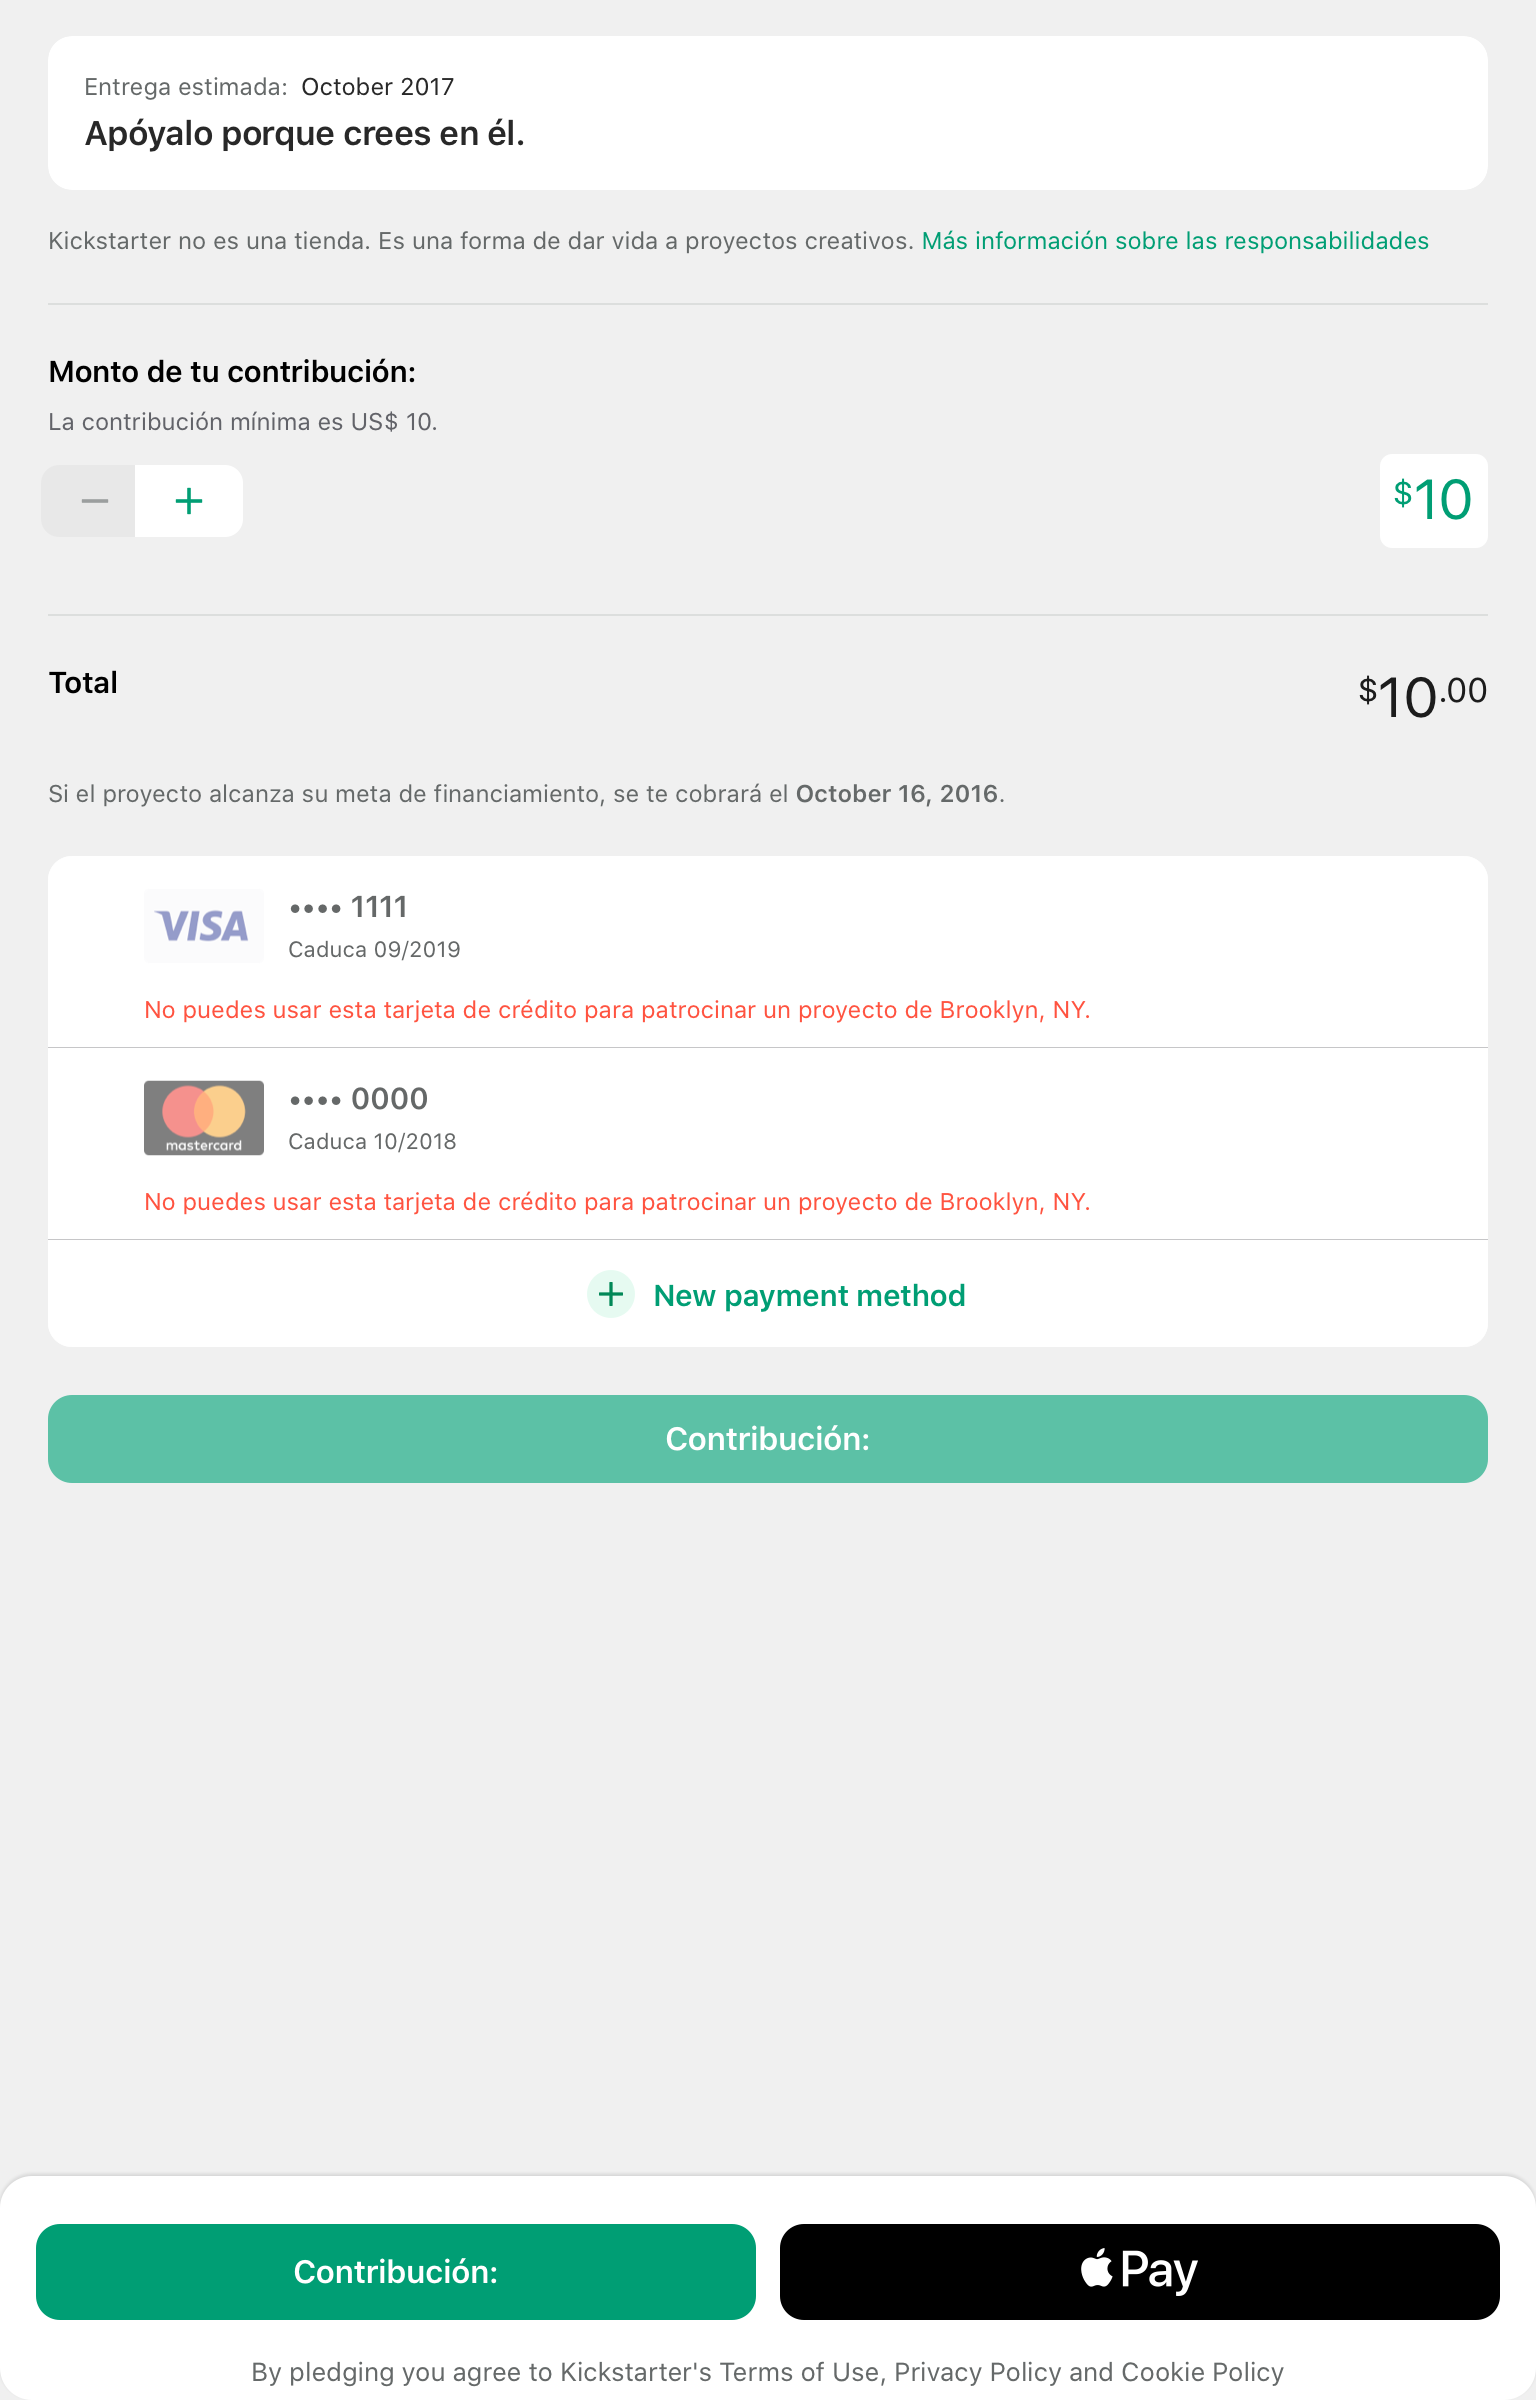 Entrega estimada: October 2017
Apóyalo porque crees en él.
Kickstarter no es una tienda. Es una forma de dar vida a proyectos creativos. Más información sobre las responsabilidades
Monto de tu contribución:
La contribución mínima es US$ 10.
− +
$10
Total
$10.00
Si el proyecto alcanza su meta de financiamiento, se te cobrará el October 16, 2016.
VISA
•••• 1111
Caduca 09/2019
No puedes usar esta tarjeta de crédito para patrocinar un proyecto de Brooklyn, NY.
mastercard
•••• 0000
Caduca 10/2018
No puedes usar esta tarjeta de crédito para patrocinar un proyecto de Brooklyn, NY.
+ New payment method
Contribución:
Contribución:
Pay
By pledging you agree to Kickstarter's Terms of Use, Privacy Policy and Cookie Policy